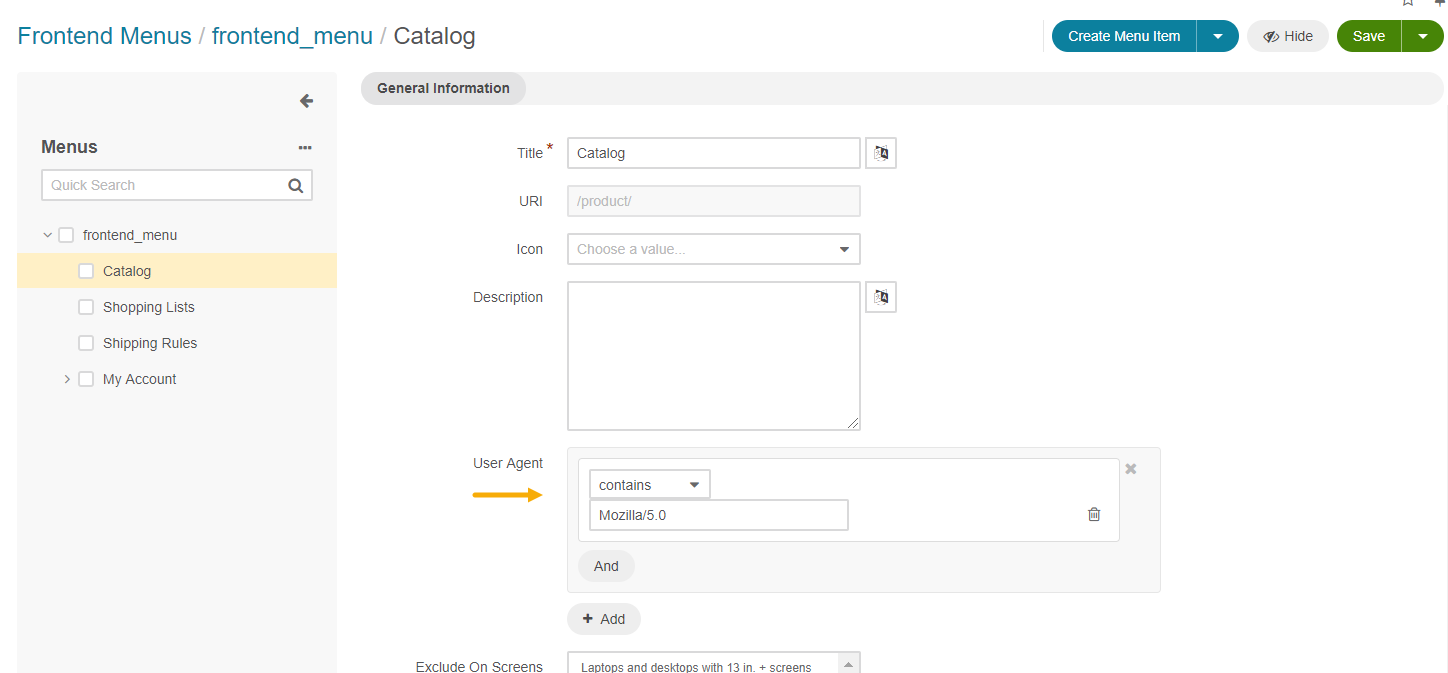 Frontend Menus / frontend_menu / Catalog
Create Menu Item
Hide
Save
General Information
Menus
Quick Search
frontend_menu
Catalog
Shopping Lists
Shipping Rules
My Account
Title *
Catalog
URI
/product/
Icon
Choose a value...
Description
User Agent
contains
Mozilla/5.0
And
+ Add
Exclude On Screens
Laptops and desktops with 13 in. + screens